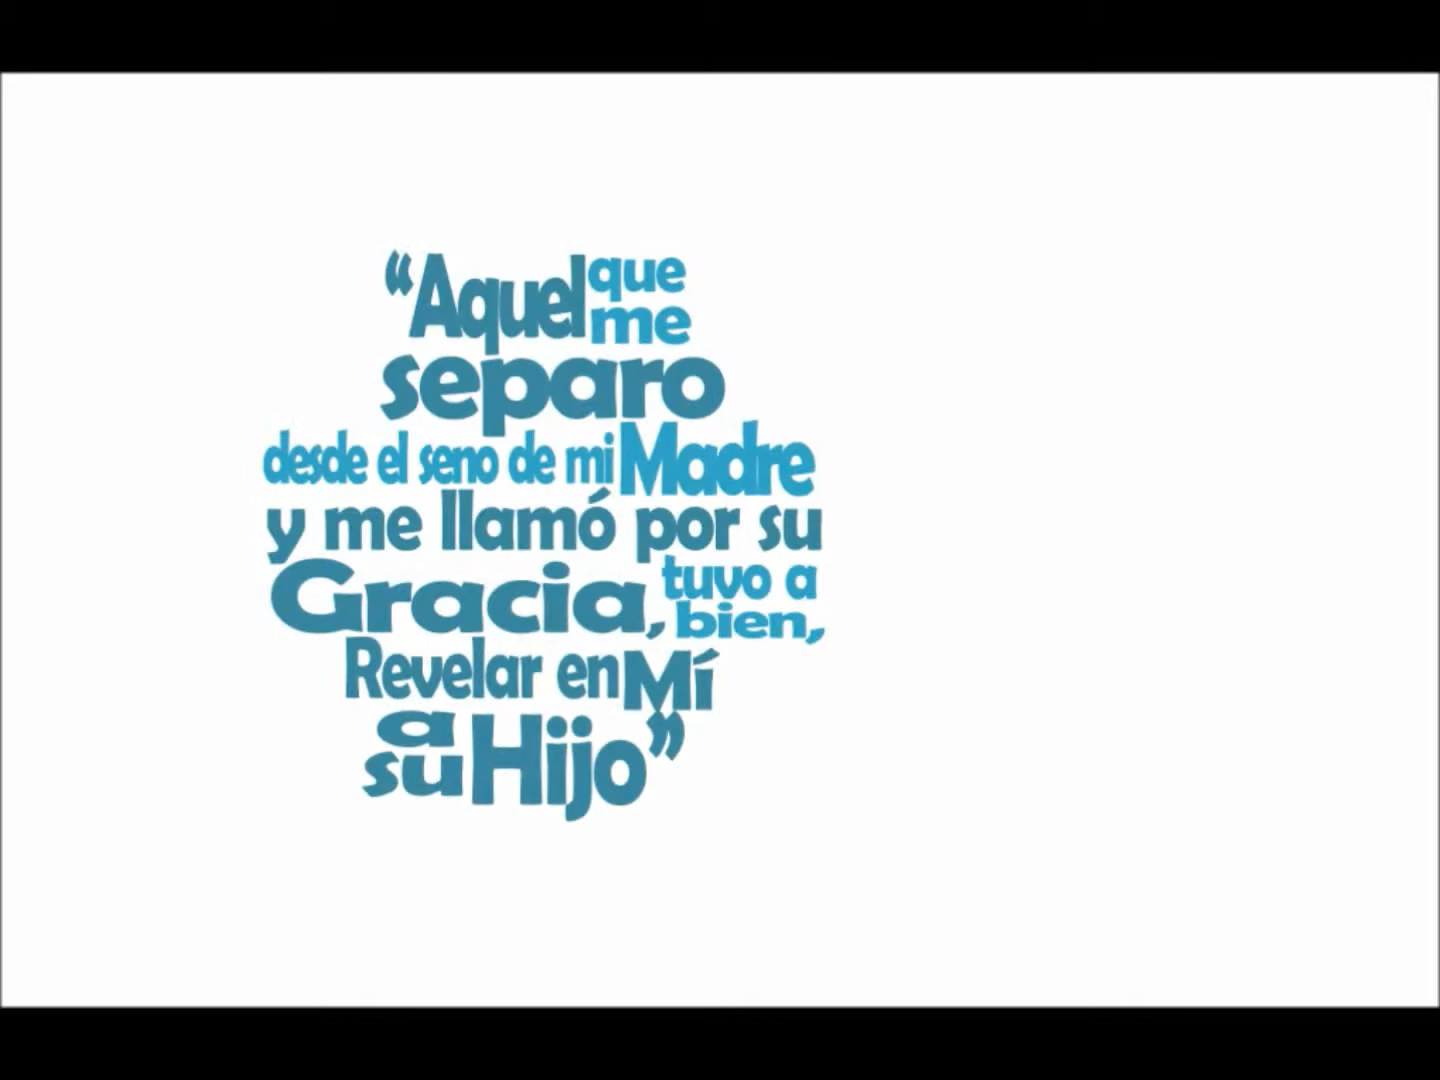 “Aquel que
me
separo
desde el seno de mi Madre
y me llamó por su
Gracia, tuvo a
bien,
Revelar en Mí
a
su Hijo”